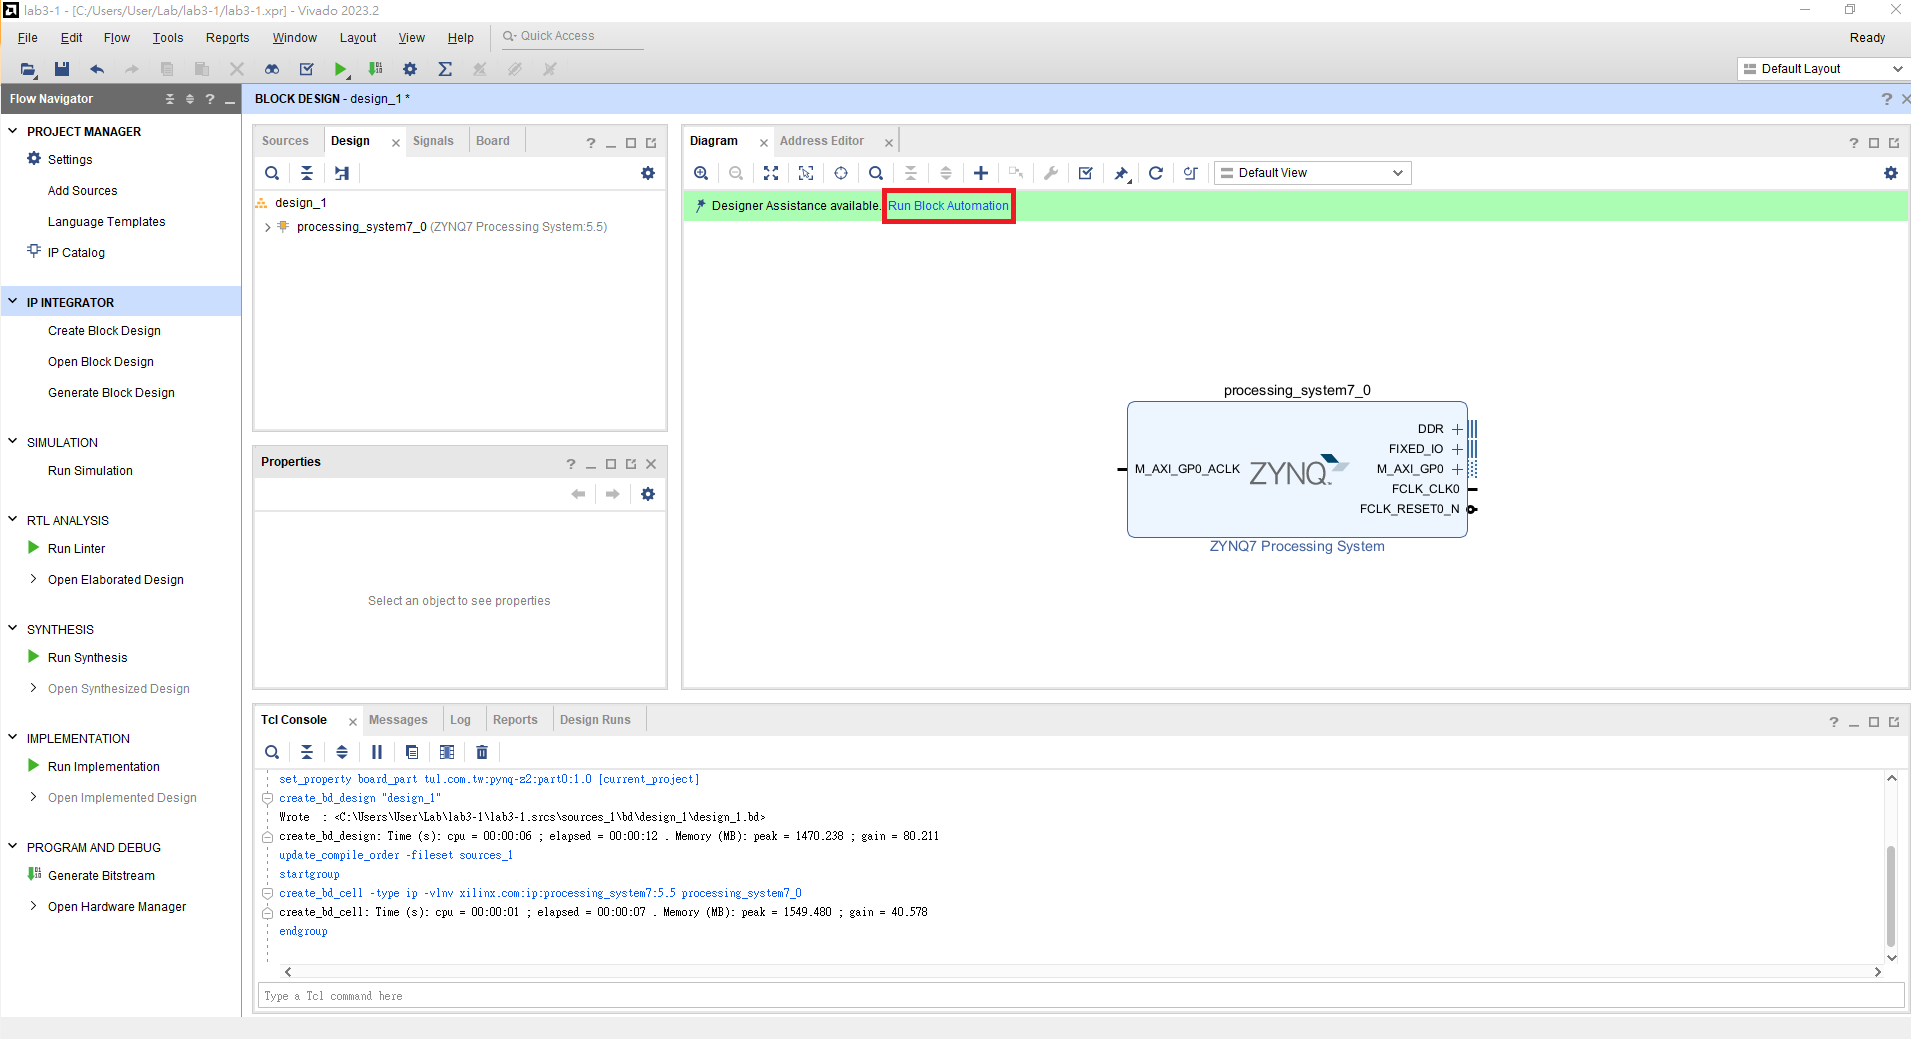 lab3-1 - [C:/Users/User/Lab/lab3-1/lab3-1.xpr] - Vivado 2023.2
File Edit Flow Tools Reports Window Layout View Help Quick Access Ready
Default Layout
Flow Navigator
PROJECT MANAGER
Settings
Add Sources
Language Templates
IP Catalog
IP INTEGRATOR
Create Block Design
Open Block Design
Generate Block Design
SIMULATION
Run Simulation
RTL ANALYSIS
Run Linter
Open Elaborated Design
SYNTHESIS
Run Synthesis
Open Synthesized Design
IMPLEMENTATION
Run Implementation
Open Implemented Design
PROGRAM AND DEBUG
Generate Bitstream
Open Hardware Manager
BLOCK DESIGN - design_1 *
Sources Design Signals Board
design_1
processing_system7_0 (ZYNQ7 Processing System:5.5)
Properties
Select an object to see properties
Diagram Address Editor
Default View
Designer Assistance available. Run Block Automation
processing_system7_0
DDR
FIXED_IO
M_AXI_GP0_ACLK ZYNQ M_AXI_GP0
FCLK_CLK0
FCLK_RESET0_N
ZYNQ7 Processing System
Tcl Console Messages Log Reports Design Runs
set_property board_part tul.com.tw:pynq-z2:part0:1.0 [current_project]
create_bd_design "design_1"
Wrote : <C:\Users\User\Lab\lab3-1\lab3-1.srcs\sources_1\bd\design_1\design_1.bd>
create_bd_design: Time (s): cpu = 00:00:06 ; elapsed = 00:00:12 . Memory (MB): peak = 1470.238 ; gain = 80.211
update_compile_order -fileset sources_1
startgroup
create_bd_cell -type ip -vlnv xilinx.com:ip:processing_system7:5.5 processing_system7_0
create_bd_cell: Time (s): cpu = 00:00:01 ; elapsed = 00:00:07 . Memory (MB): peak = 1549.480 ; gain = 40.578
endgroup
Type a Tcl command here